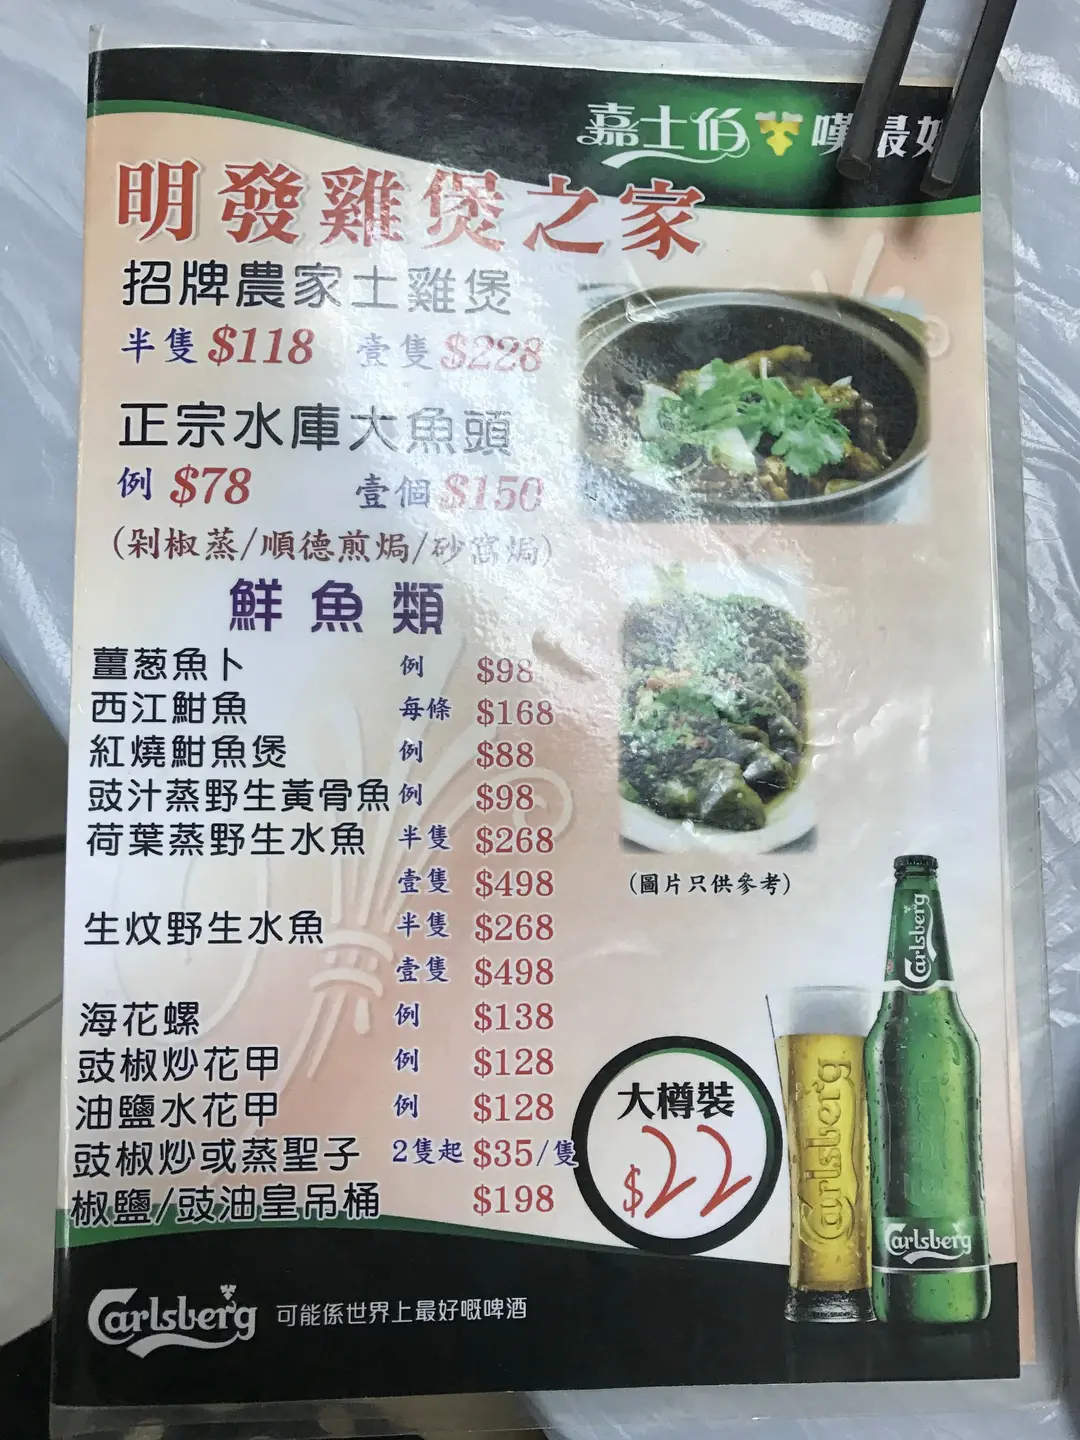 嘉士伯 嘆最好
明發雞煲之家
招牌農家土雞煲
半隻 $118 壹隻 $228
正宗水庫大魚頭
例 $78 壹個 $150
(剁椒蒸/順德煎焗/砂窩焗)
鮮魚類
薑葱魚卜 例 $98
西江魽魚 每條 $168
紅燒魽魚煲 例 $88
豉汁蒸野生黃骨魚 例 $98
荷葉蒸野生水魚 半隻 $268
壹隻 $498
生炆野生水魚 半隻 $268
壹隻 $498
海花螺 例 $138
豉椒炒花甲 例 $128
油鹽水花甲 例 $128
豉椒炒或蒸聖子 2隻起 $35/隻
椒鹽/豉油皇吊桶 $198
(圖片只供參考)
大樽裝
Carlsberg
Carlsberg
Carlsberg
Carlsberg 可能係世界上最好嘅啤酒